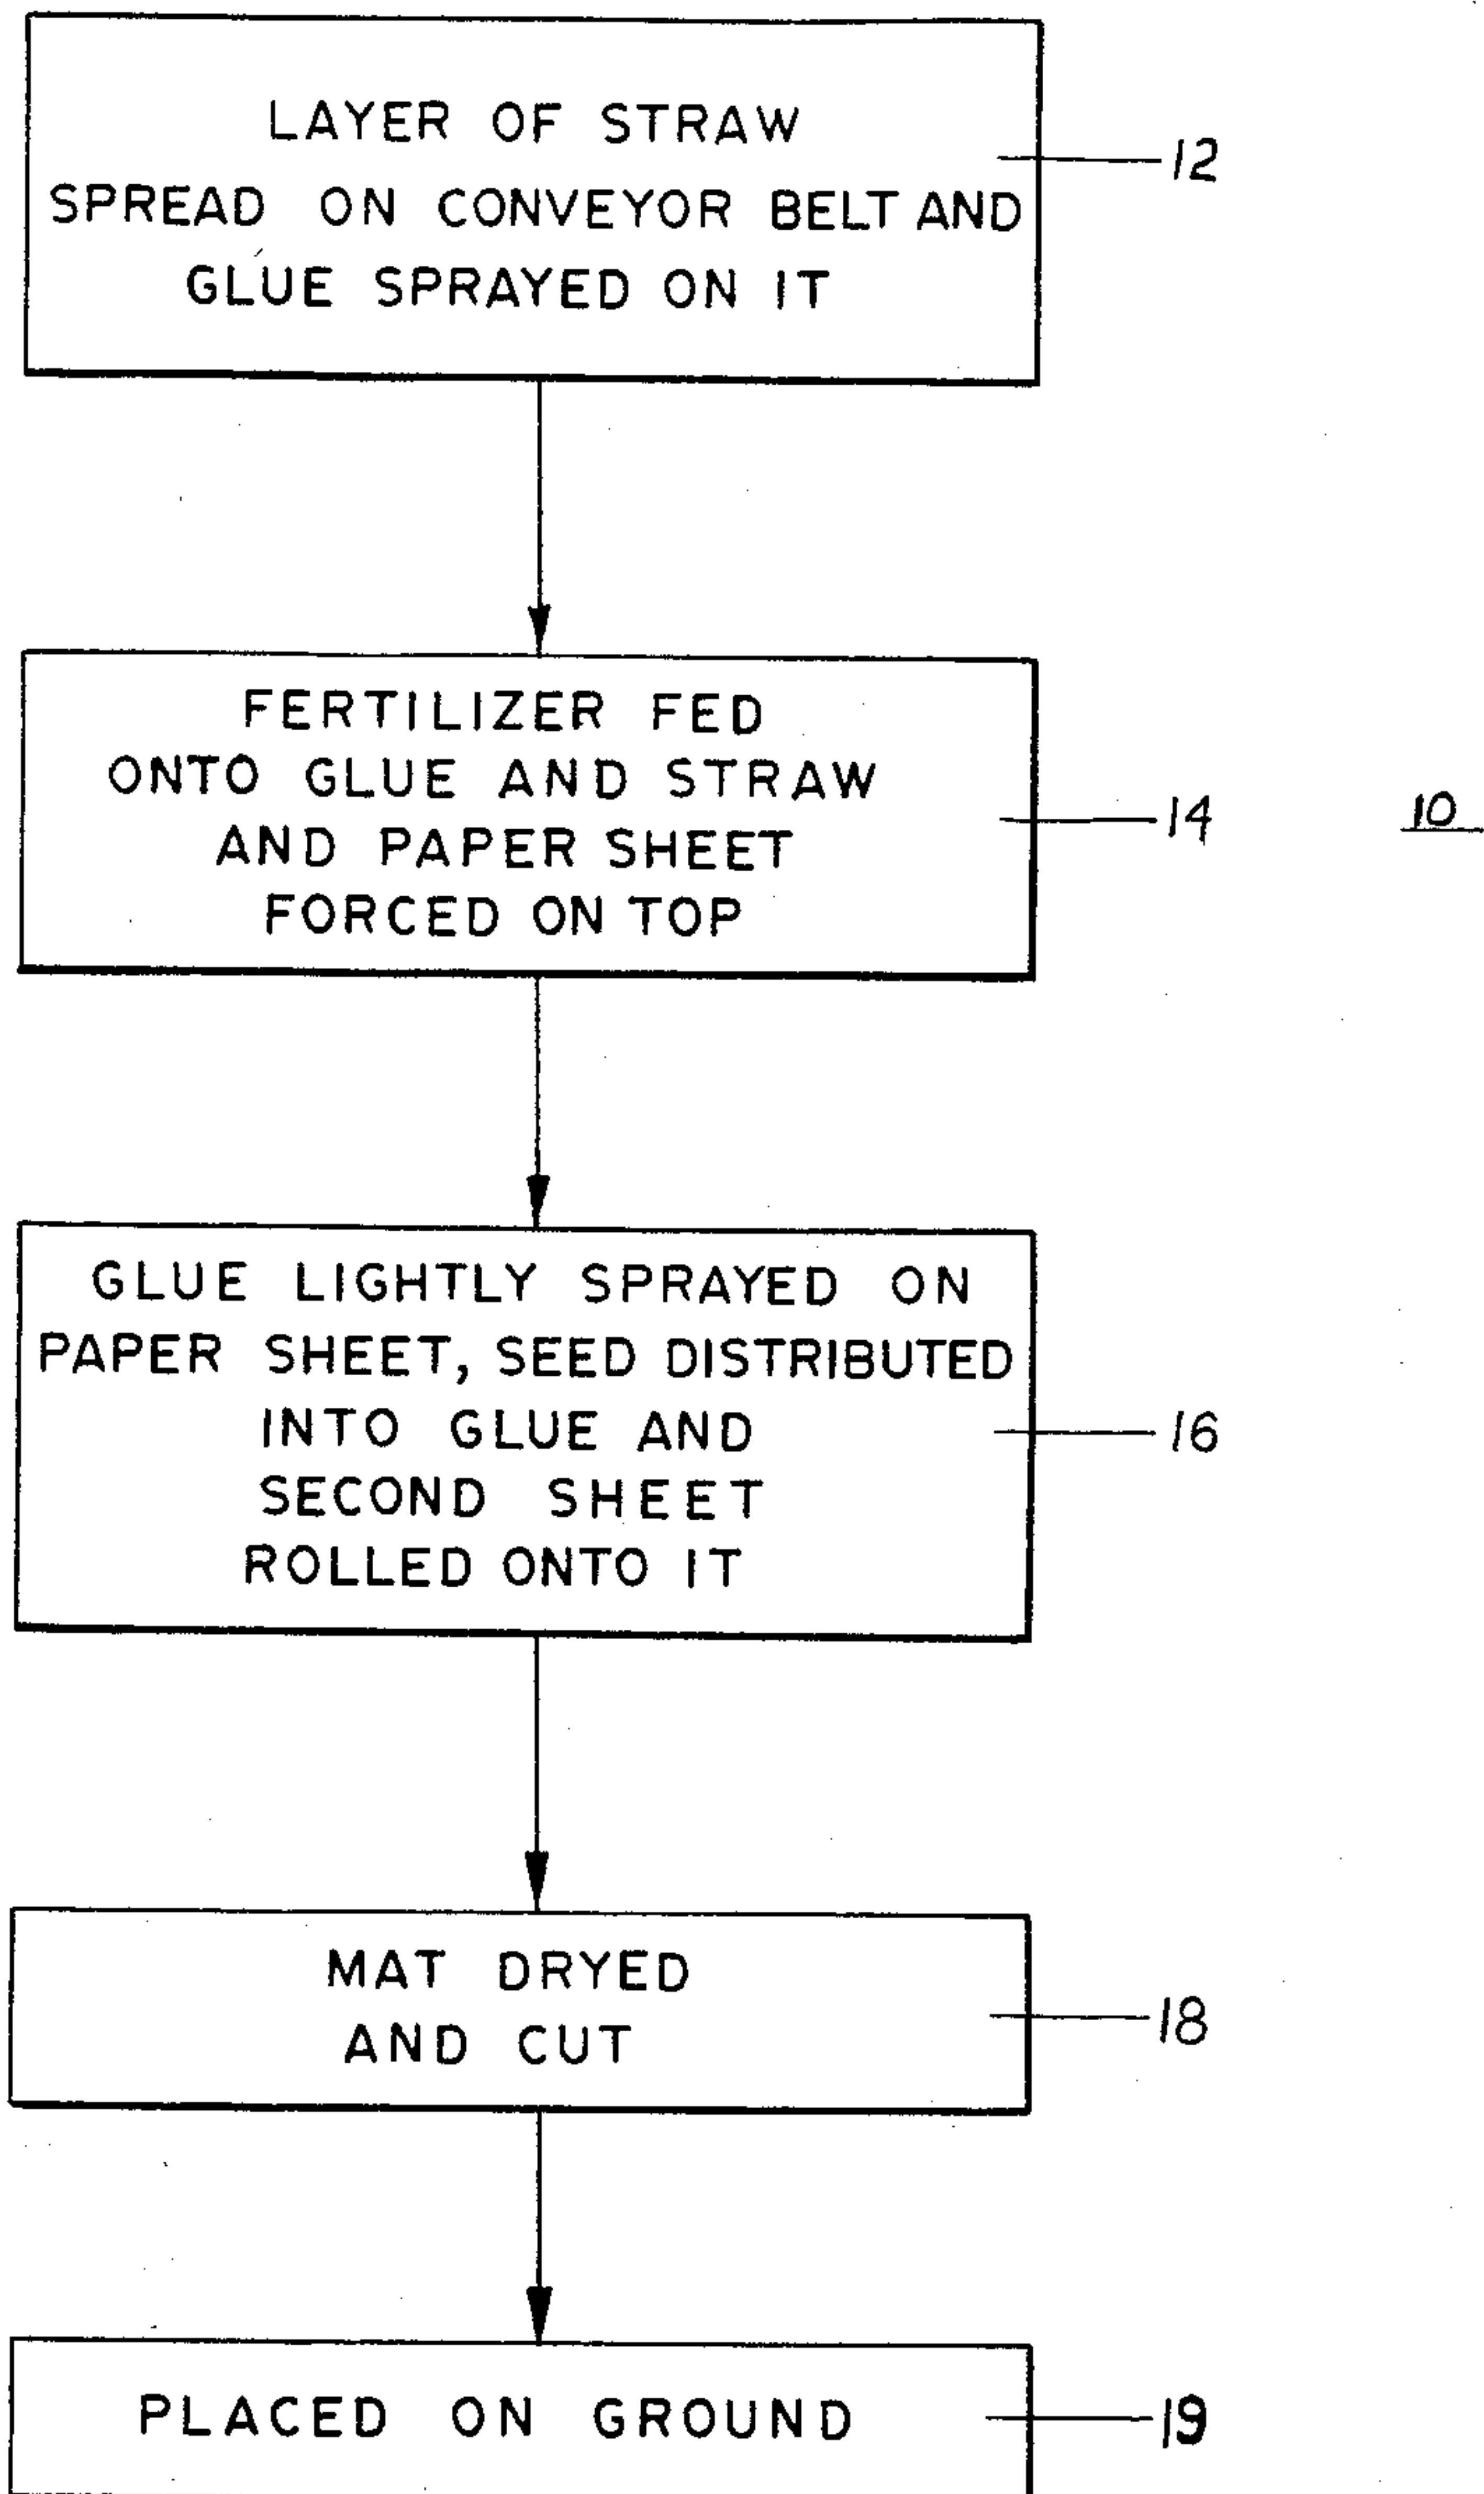 LAYER OF STRAW
SPREAD ON CONVEYOR BELT AND
GLUE SPRAYED ON IT
12
FERTILIZER FED
ONTO GLUE AND STRAW
AND PAPER SHEET
FORCED ON TOP
14
10
GLUE LIGHTLY SPRAYED ON
PAPER SHEET, SEED DISTRIBUTED
INTO GLUE AND
SECOND SHEET
ROLLED ONTO IT
16
MAT DRYED
AND CUT
18
PLACED ON GROUND
19